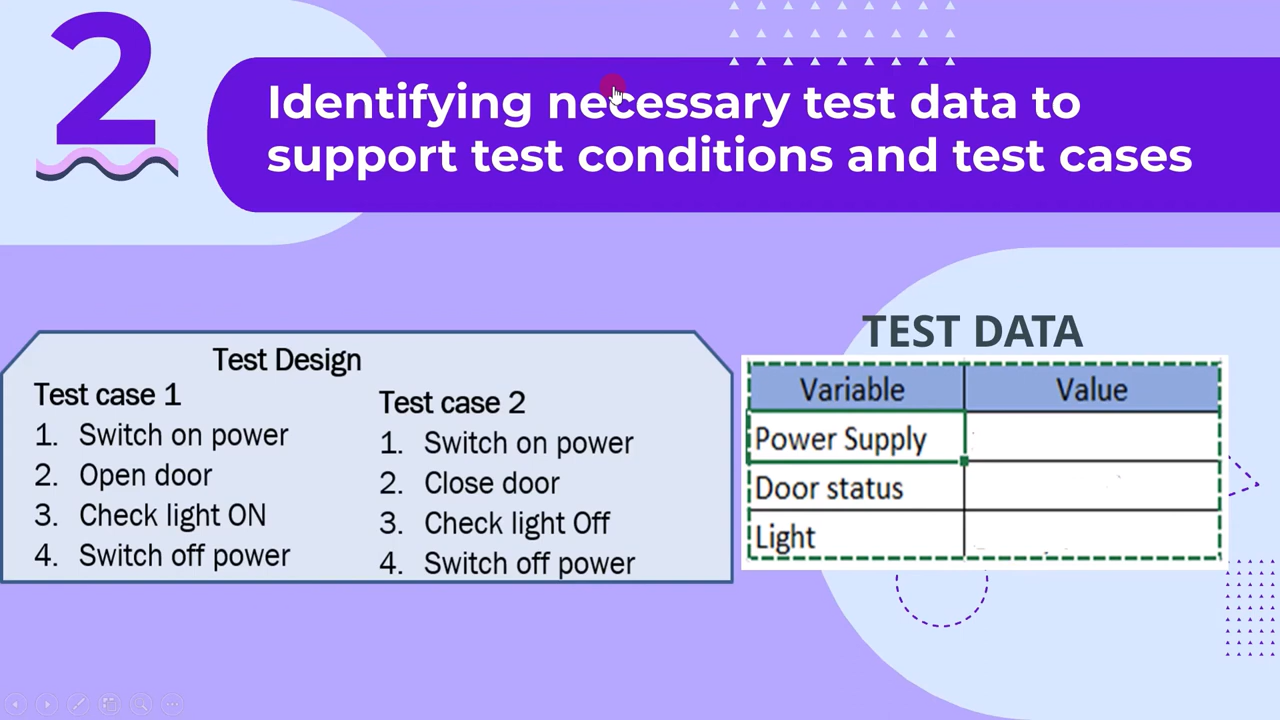 2
Identifying necessary test data to
support test conditions and test cases
Test Design
Test case 1
1. Switch on power
2. Open door
3. Check light ON
4. Switch off power
Test case 2
1. Switch on power
2. Close door
3. Check light Off
4. Switch off power
TEST DATA
Variable Value
Power Supply
Door status
Light